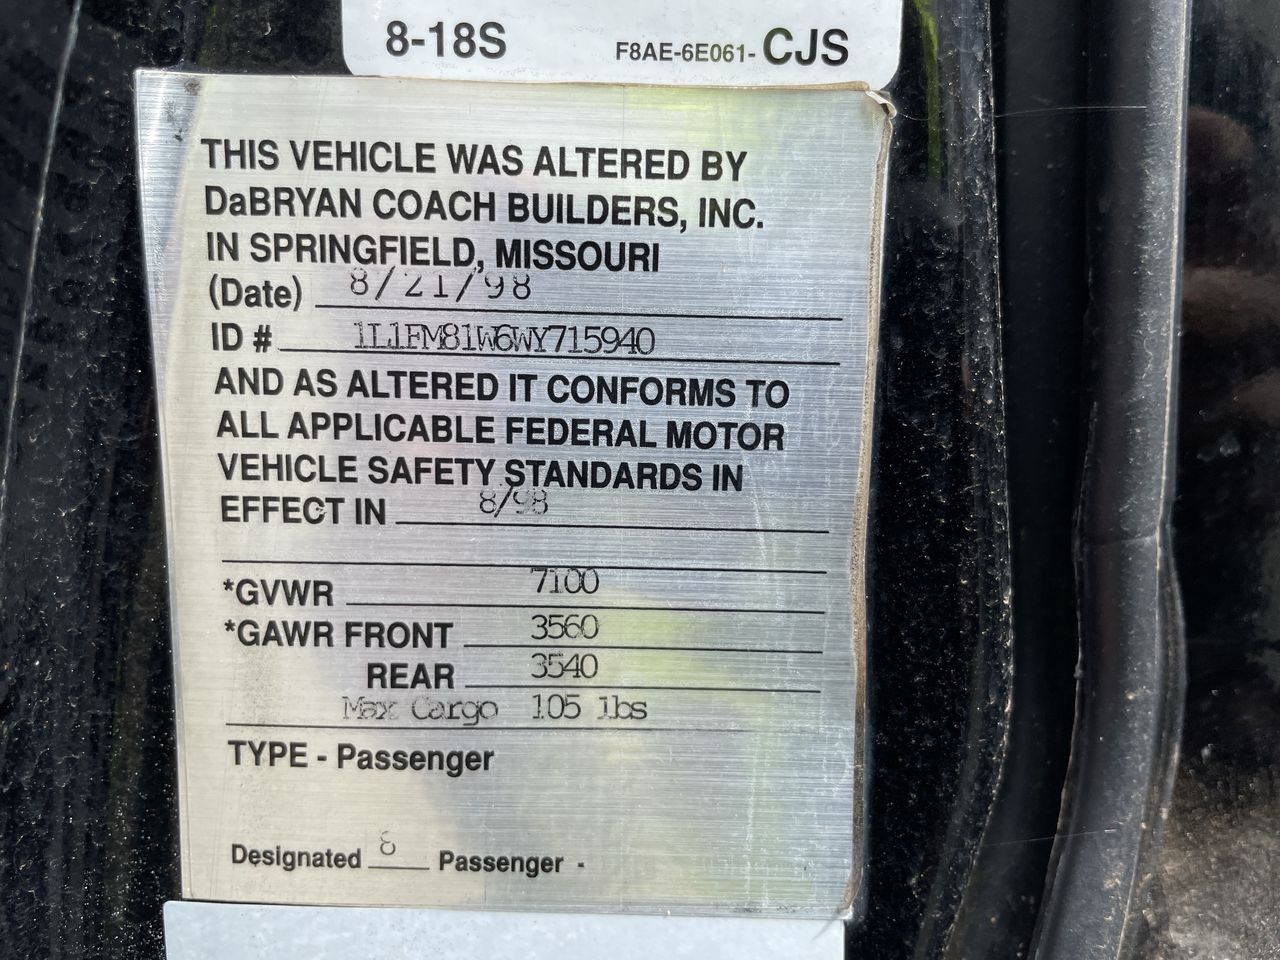 8-18S F8AE-6E061-CJS
THIS VEHICLE WAS ALTERED BY
DaBRYAN COACH BUILDERS, INC.
IN SPRINGFIELD, MISSOURI
(Date) 8/21/98
ID # 1L1FM81W6WY715940
AND AS ALTERED IT CONFORMS TO
ALL APPLICABLE FEDERAL MOTOR
VEHICLE SAFETY STANDARDS IN
EFFECT IN 8/98
*GVWR 7100
*GAWR FRONT 3560
REAR 3540
Max Cargo 105 lbs
TYPE - Passenger
Designated 8 Passenger -